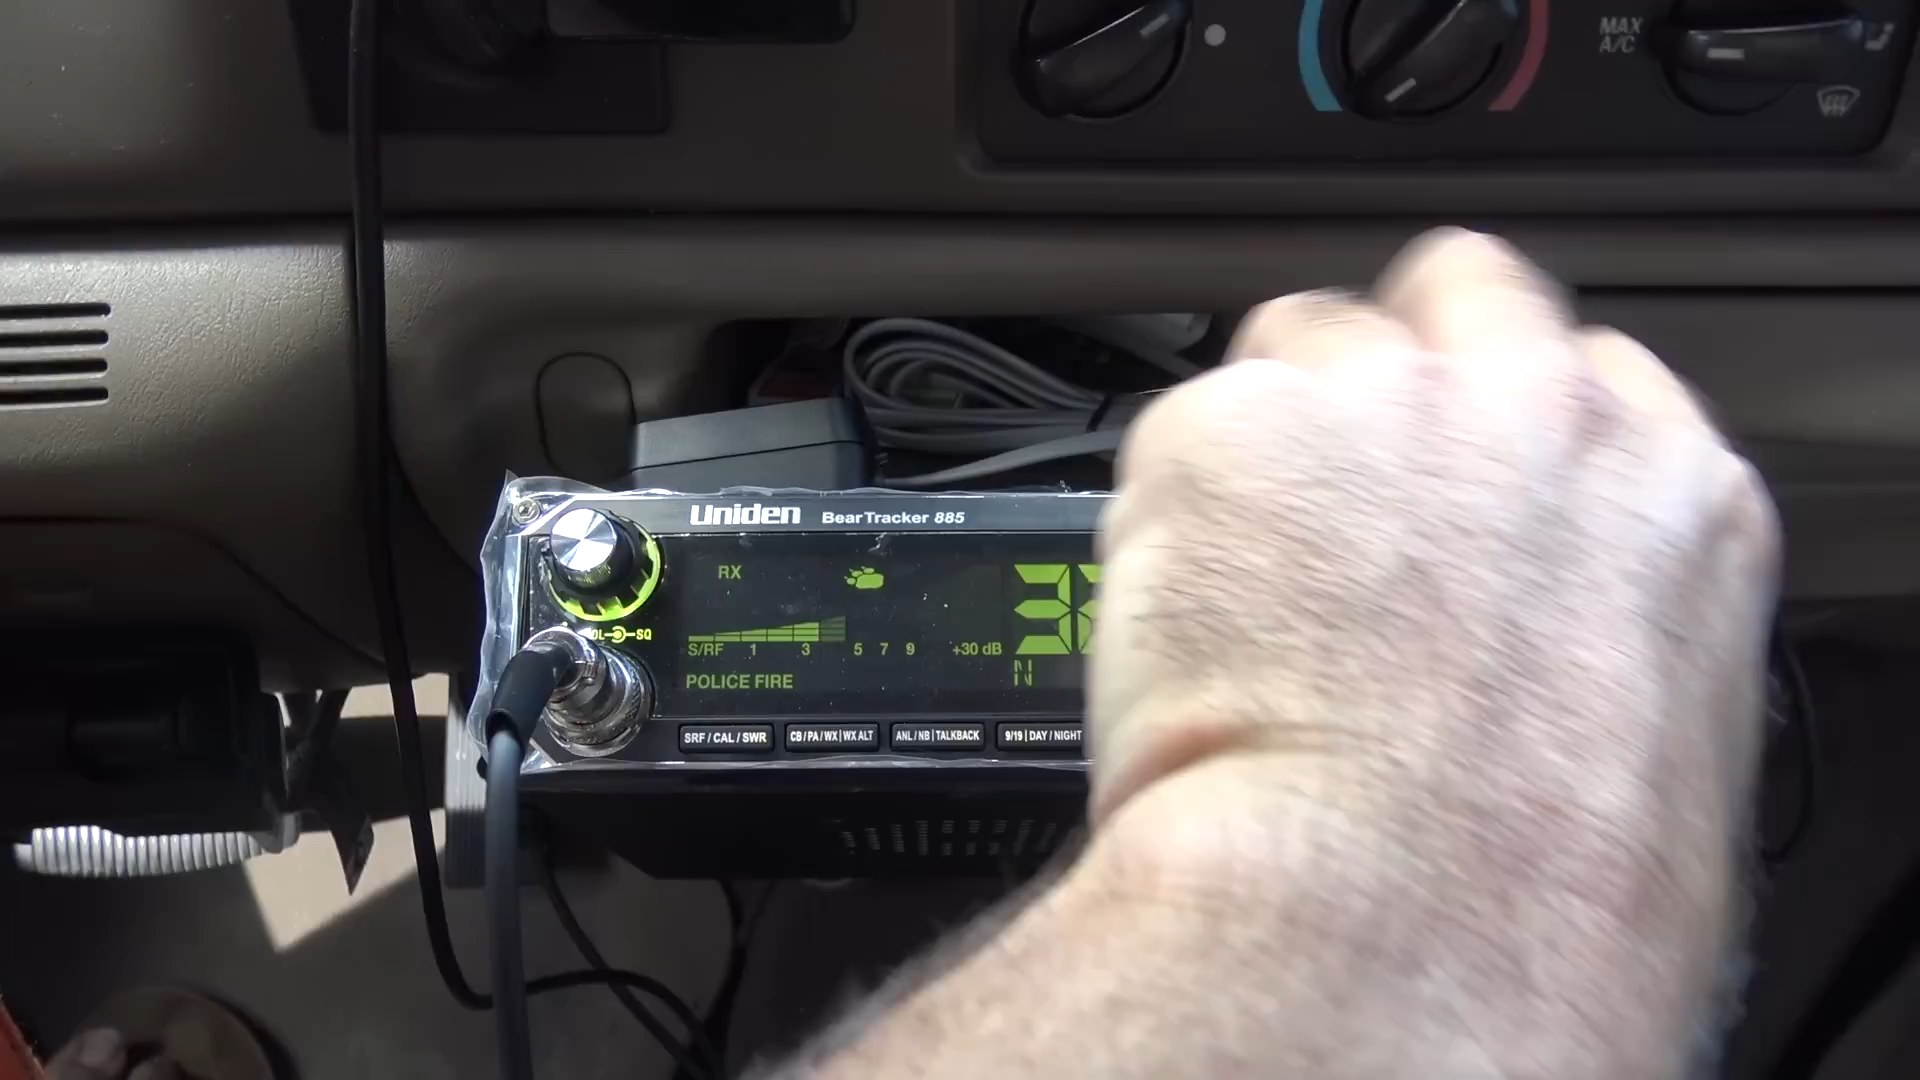 MAX
A/C
Uniden BearTracker 885
RX
VOL SQ
S/RF 1 3 5 7 9 +30 dB
POLICE FIRE
N
SRF / CAL / SWR CB / PA / WX | WX ALT ANL / NB | TALKBACK 9/19 | DAY / NIGHT